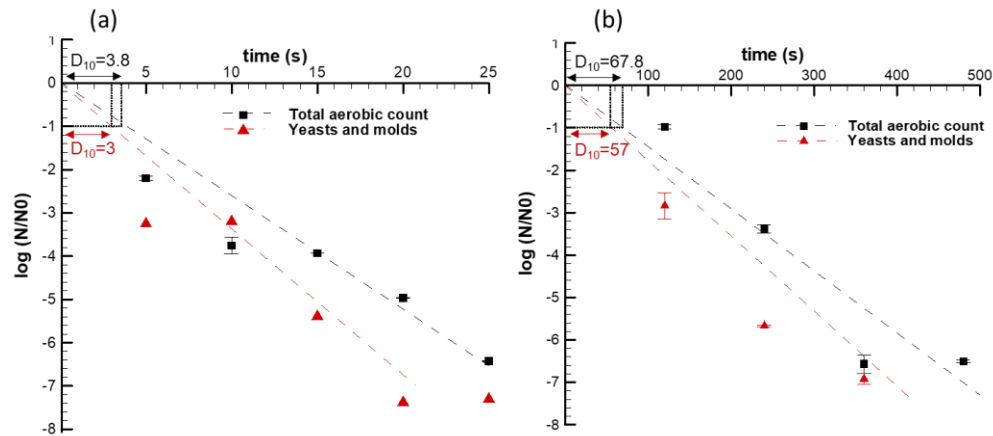 (a)
time (s)
D10=3.8
1
0
-1
-2
-3
-4
-5
-6
-7
-8
5
10
15
20
25
Total aerobic count
Yeasts and molds
D10=3
log (N/N0)
(b)
time (s)
D10=67.8
1
0
-1
-2
-3
-4
-5
-6
-7
-8
100
200
300
400
500
Total aerobic count
Yeasts and molds
D10=57
log (N/N0)